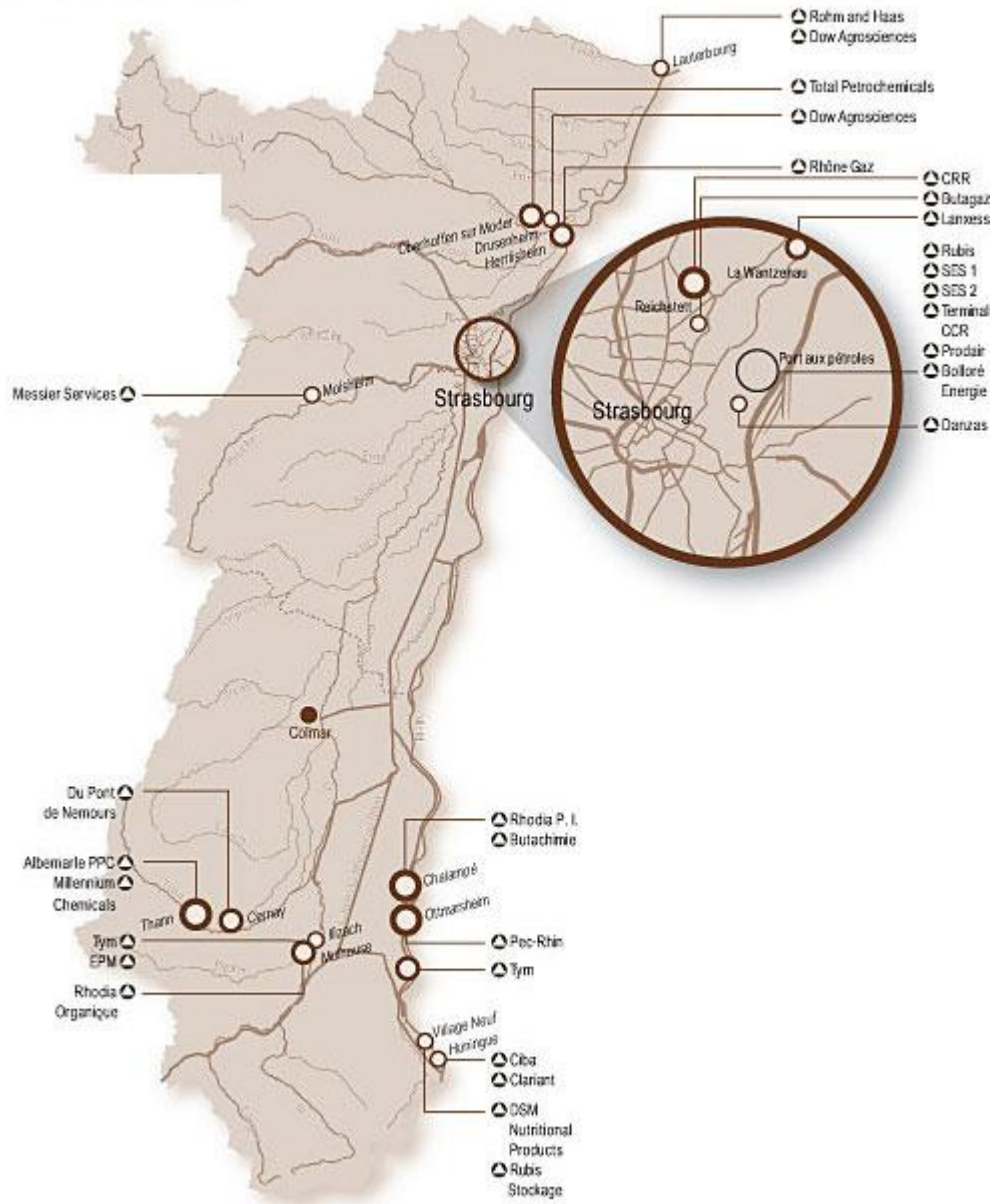 Rohm and Haas
Dow Agrosciences
Lauterbourg
Total Petrochemicals
Dow Agrosciences
Rhône Gaz
CRR
Butagaz
Lanxess
Oberhoffen sur Moder
Drusenheim
Herrlisheim
La Wantzenau
Reichstett
Rubis
SES 1
SES 2
Terminal
CCR
Port aux pétroles
Prodair
Bolloré
Energie
Messier Services
Molsheim
Strasbourg
Strasbourg
Danzas
Colmar
Du Pont
de Nemours
Rhodia P. I.
Butachimie
Albemarle PPC
Millennium
Chemicals
Chalampé
Thann
Cernay
Ottmarsheim
Tym
EPM
Illzach
Mulhouse
Pec-Rhin
Tym
Rhodia
Organique
Village Neuf
Huningue
Ciba
Clariant
DSM
Nutritional
Products
Rubis
Stockage